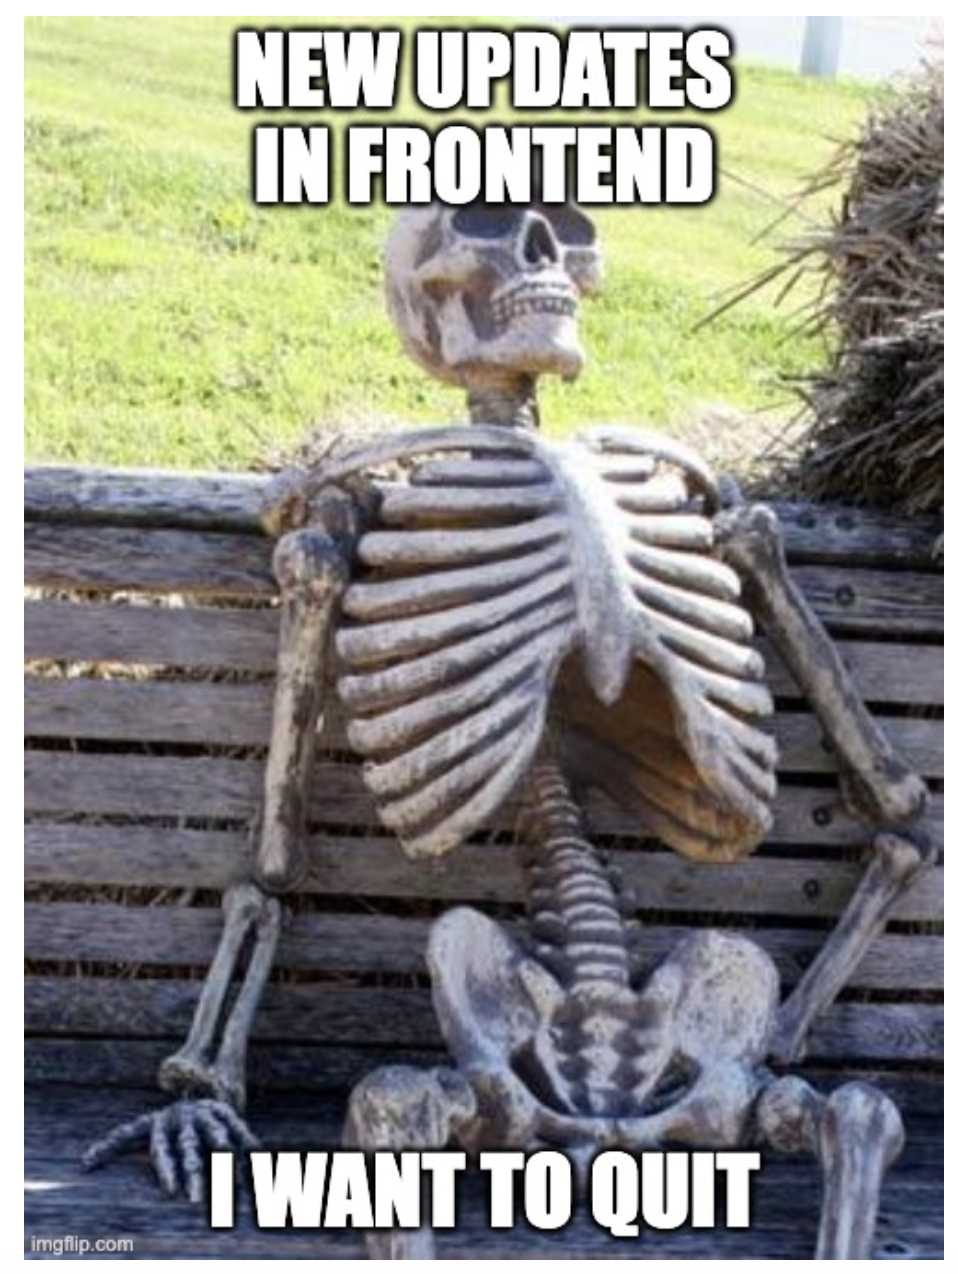 NEW UPDATES
IN FRONTEND
I WANT TO QUIT
imgflip.com